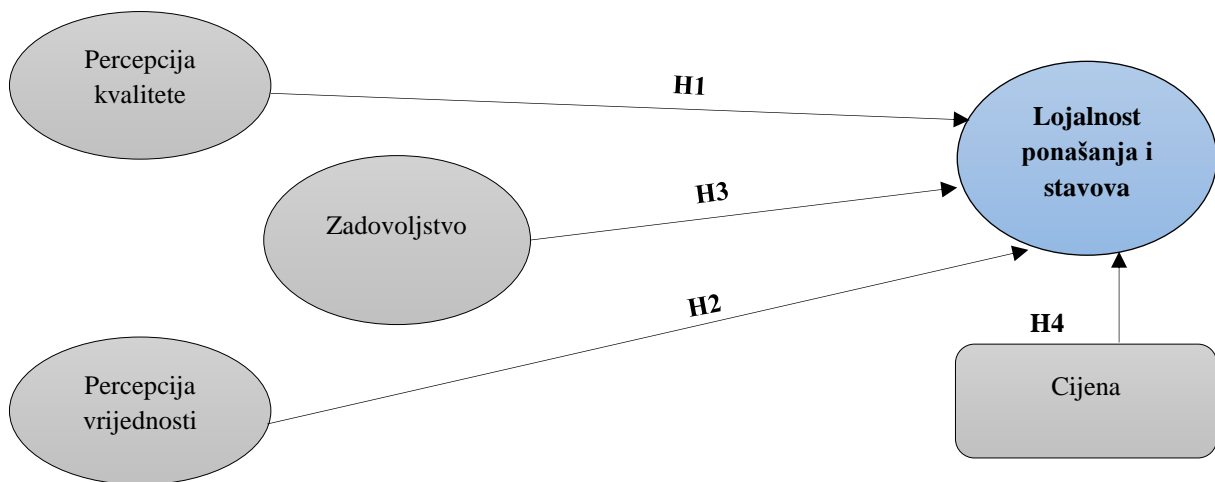 Percepcija
kvalitete
H1
Lojalnost
ponašanja i
stavova
Zadovoljstvo
H3
H2
H4
Percepcija
vrijednosti
Cijena